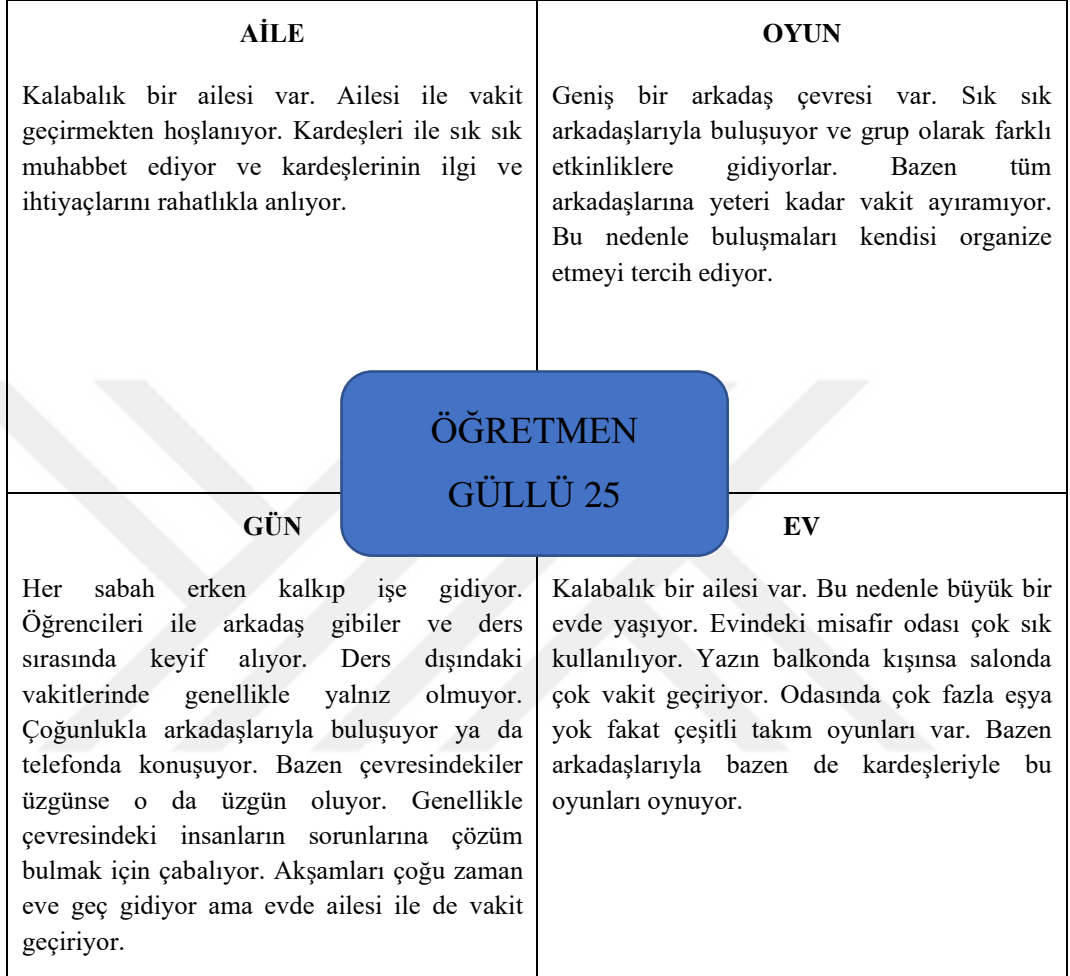 AİLE
Kalabalık bir ailesi var. Ailesi ile vakit
geçirmekten hoşlanıyor. Kardeşleri ile sık sık
muhabbet ediyor ve kardeşlerinin ilgi ve
ihtiyaçlarını rahatlıkla anlıyor.
OYUN
Geniş bir arkadaş çevresi var. Sık sık
arkadaşlarıyla buluşuyor ve grup olarak farklı
etkinliklere gidiyorlar. Bazen tüm
arkadaşlarına yeteri kadar vakit ayıramıyor.
Bu nedenle buluşmaları kendisi organize
etmeyi tercih ediyor.
ÖĞRETMEN
GÜLLÜ 25
GÜN
Her sabah erken kalkıp işe gidiyor.
Öğrencileri ile arkadaş gibiler ve ders
sırasında keyif alıyor. Ders dışındaki
vakitlerinde genellikle yalnız olmuyor.
Çoğunlukla arkadaşlarıyla buluşuyor ya da
telefonda konuşuyor. Bazen çevresindekiler
üzgünse o da üzgün oluyor. Genellikle
çevresindeki insanların sorunlarına çözüm
bulmak için çabalıyor. Akşamları çoğu zaman
eve geç gidiyor ama evde ailesi ile de vakit
geçiriyor.
EV
Kalabalık bir ailesi var. Bu nedenle büyük bir
evde yaşıyor. Evindeki misafir odası çok sık
kullanılıyor. Yazın balkonda kışınsa salonda
çok vakit geçiriyor. Odasında çok fazla eşya
yok fakat çeşitli takım oyunları var. Bazen
arkadaşlarıyla bazen de kardeşleriyle bu
oyunları oynuyor.